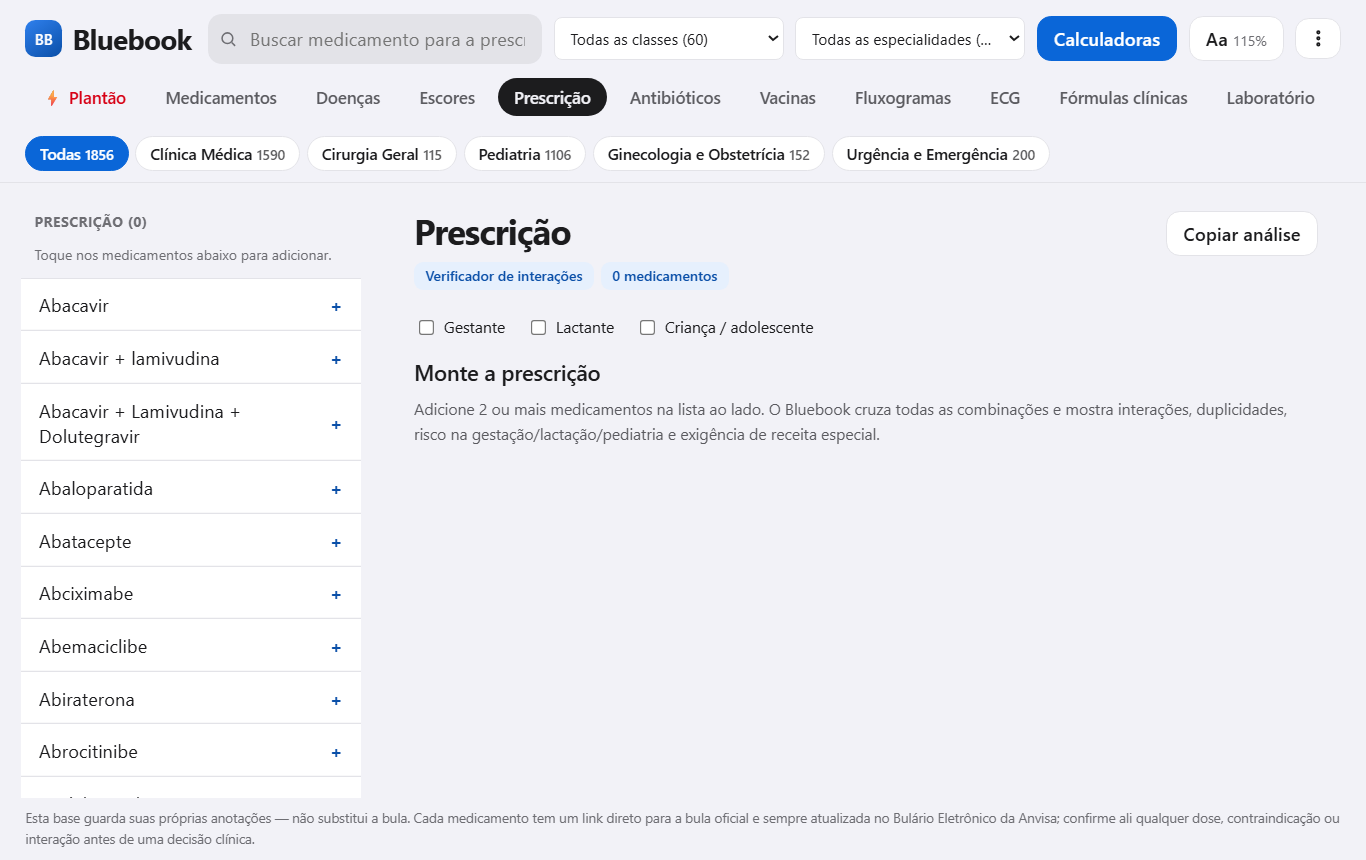 BB Bluebook Buscar medicamento para a prescri Todas as classes (60) Todas as especialidades (... Calculadoras Aa 115%
Plantão Medicamentos Doenças Escores Prescrição Antibióticos Vacinas Fluxogramas ECG Fórmulas clínicas Laboratório
Todas 1856 Clínica Médica 1590 Cirurgia Geral 115 Pediatria 1106 Ginecologia e Obstetrícia 152 Urgência e Emergência 200
PRESCRIÇÃO (0)
Toque nos medicamentos abaixo para adicionar.
Abacavir +
Abacavir + lamivudina +
Abacavir + Lamivudina +
Dolutegravir +
Abaloparatida +
Abatacepte +
Abciximabe +
Abemaciclibe +
Abiraterona +
Abrocitinibe +
Prescrição
Copiar análise
Verificador de interações 0 medicamentos
Gestante Lactante Criança / adolescente
Monte a prescrição
Adicione 2 ou mais medicamentos na lista ao lado. O Bluebook cruza todas as combinações e mostra interações, duplicidades,
risco na gestação/lactação/pediatria e exigência de receita especial.
Esta base guarda suas próprias anotações — não substitui a bula. Cada medicamento tem um link direto para a bula oficial e sempre atualizada no Bulário Eletrônico da Anvisa; confirme ali qualquer dose, contraindicação ou
interação antes de uma decisão clínica.